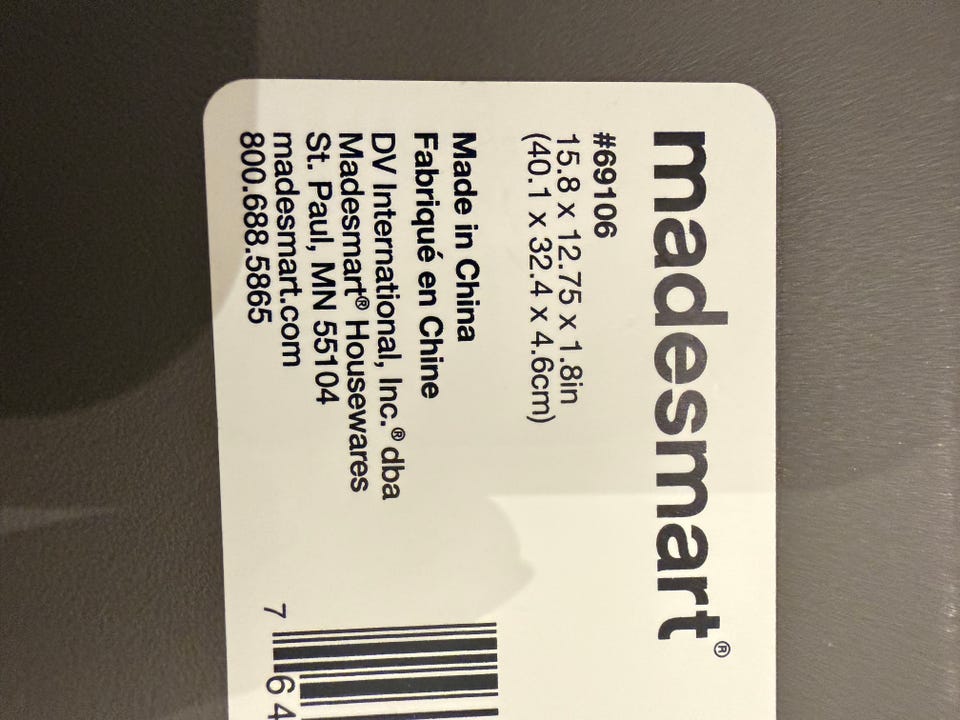 madesmart®
#69106
15.8 x 12.75 x 1.8in
(40.1 x 32.4 x 4.6cm)
Made in China
Fabriqué en Chine
DV International, Inc.® dba
Madesmart® Housewares
St. Paul, MN 55104
madesmart.com
800.688.5865
7 64